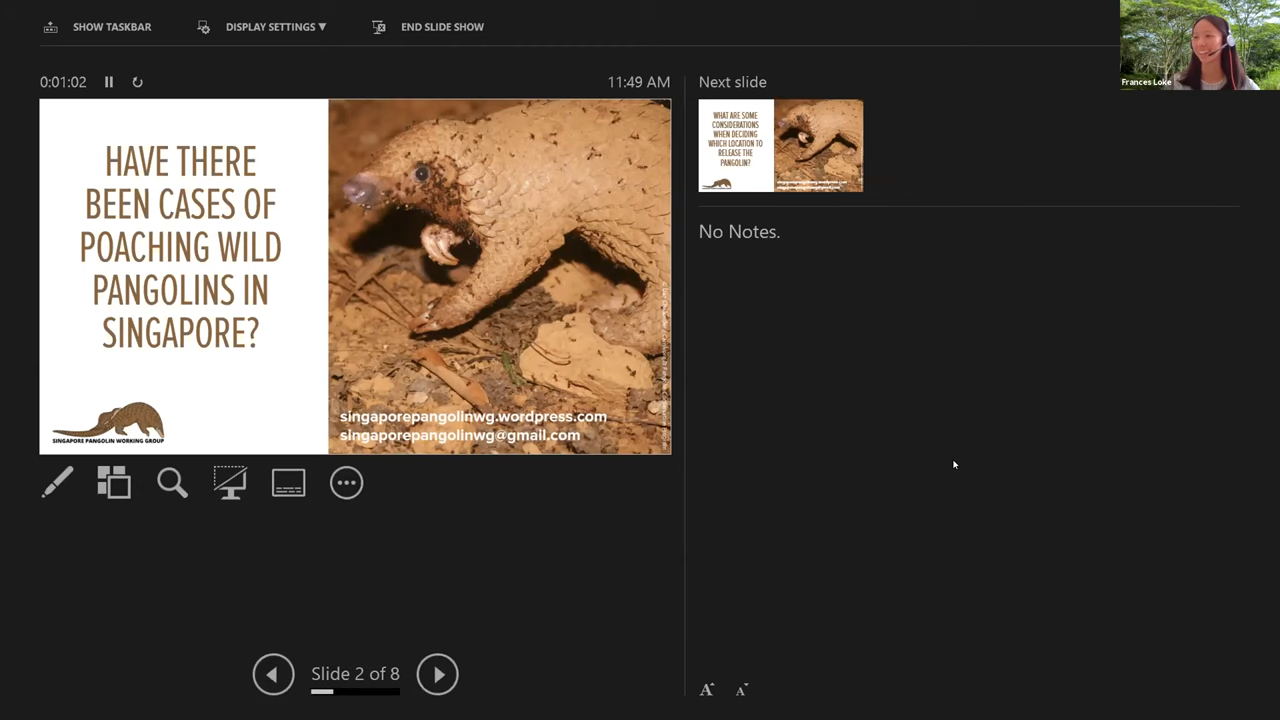 SHOW TASKBAR
DISPLAY SETTINGS ▼
END SLIDE SHOW
Frances Loke
0:01:02
11:49 AM
HAVE THERE
BEEN CASES OF
POACHING WILD
PANGOLINS IN
SINGAPORE?
SINGAPORE PANGOLIN WORKING GROUP
singaporepangolinwg.wordpress.com
singaporepangolinwg@gmail.com
Slide 2 of 8
Next slide
WHAT ARE SOME
CONSIDERATIONS
WHEN DECIDING
WHICH LOCATION TO
RELEASE THE
PANGOLIN?
No Notes.
A A